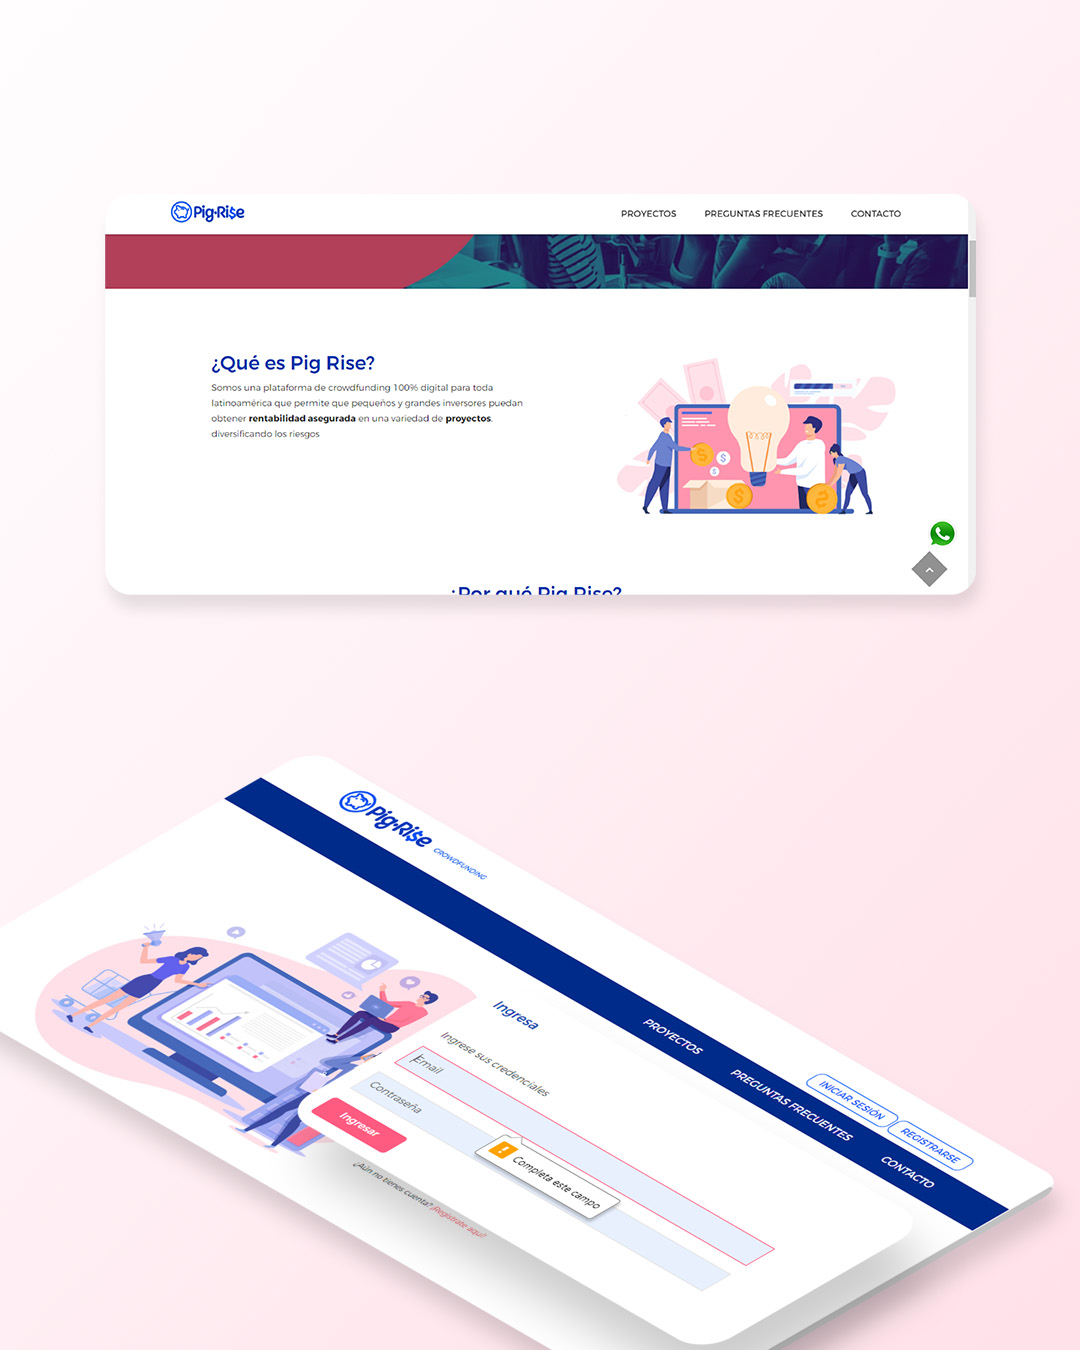 Pig·Ri$e
PROYECTOS
PREGUNTAS FRECUENTES
CONTACTO
¿Qué es Pig Rise?
Somos una plataforma de crowdfunding 100% digital para toda
latinoamérica que permite que pequeños y grandes inversores puedan
obtener rentabilidad asegurada en una variedad de proyectos,
diversificando los riesgos
¿Por qué Pig Rise?
Pig·Ri$e
CROWDFUNDING
PROYECTOS
PREGUNTAS FRECUENTES
CONTACTO
INICIAR SESIÓN
REGISTRARSE
Ingresa
Ingrese sus credenciales
Email
Contraseña
Completa este campo
Ingresar
¿Aún no tienes cuenta? ¡Regístrate aquí!